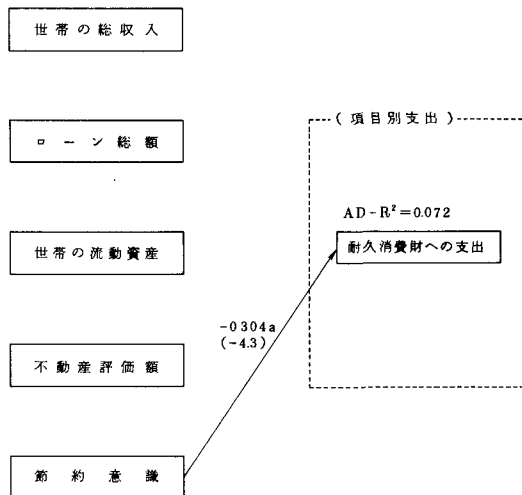 世帯の総収入
ローン総額
(項目別支出)
AD-R²=0.072
世帯の流動資産
耐久消費財への支出
-0304a
(-4.3)
不動産評価額
節約意識